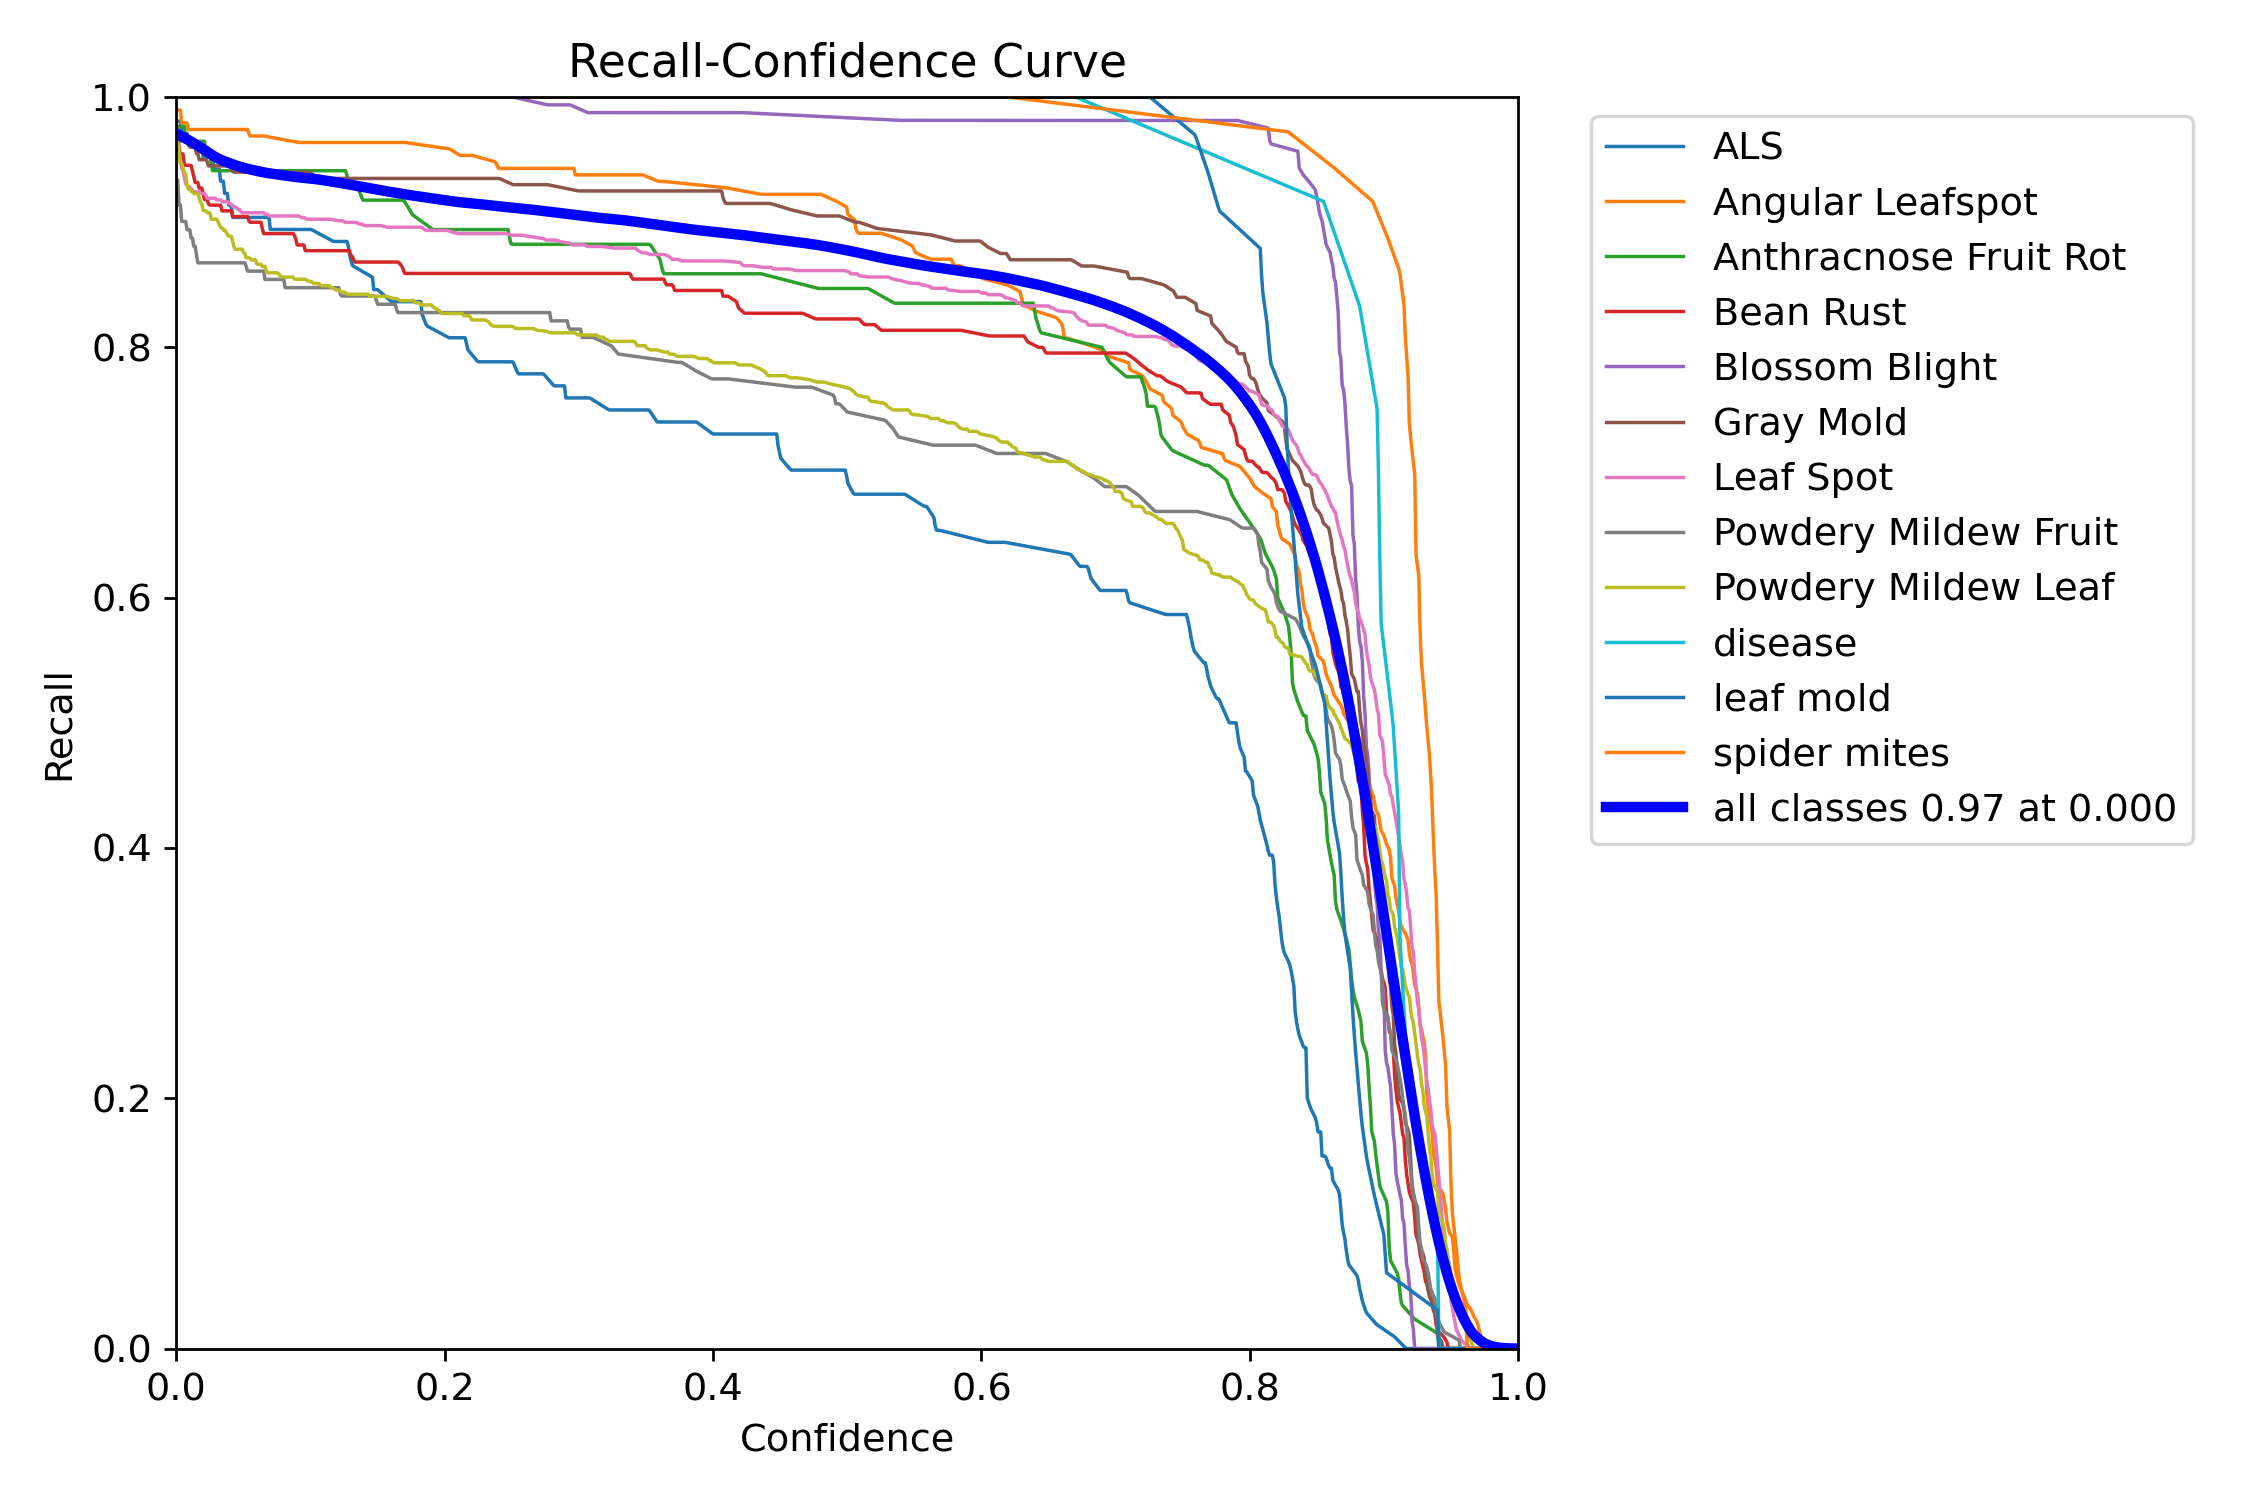 Recall-Confidence Curve
1.0
0.8
0.6
0.4
0.2
0.0
Recall
0.0 0.2 0.4 0.6 0.8 1.0
Confidence
ALS
Angular Leafspot
Anthracnose Fruit Rot
Bean Rust
Blossom Blight
Gray Mold
Leaf Spot
Powdery Mildew Fruit
Powdery Mildew Leaf
disease
leaf mold
spider mites
all classes 0.97 at 0.000